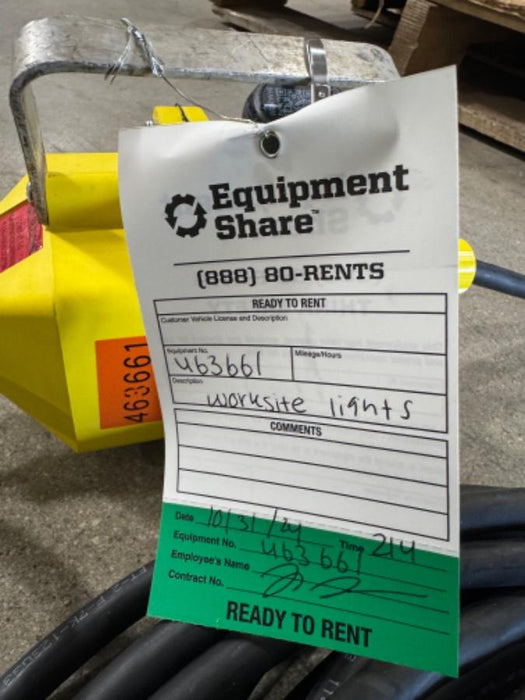 Equipment
Share™
(888) 80-RENTS
READY TO RENT
Customer Vehicle License and Description
Equipment No.
463661
Mileage/Hours
Description
worksite lights
COMMENTS
463661
Date 10/31/24 Time 214
Equipment No. 463661
Employee's Name
Contract No.
READY TO RENT